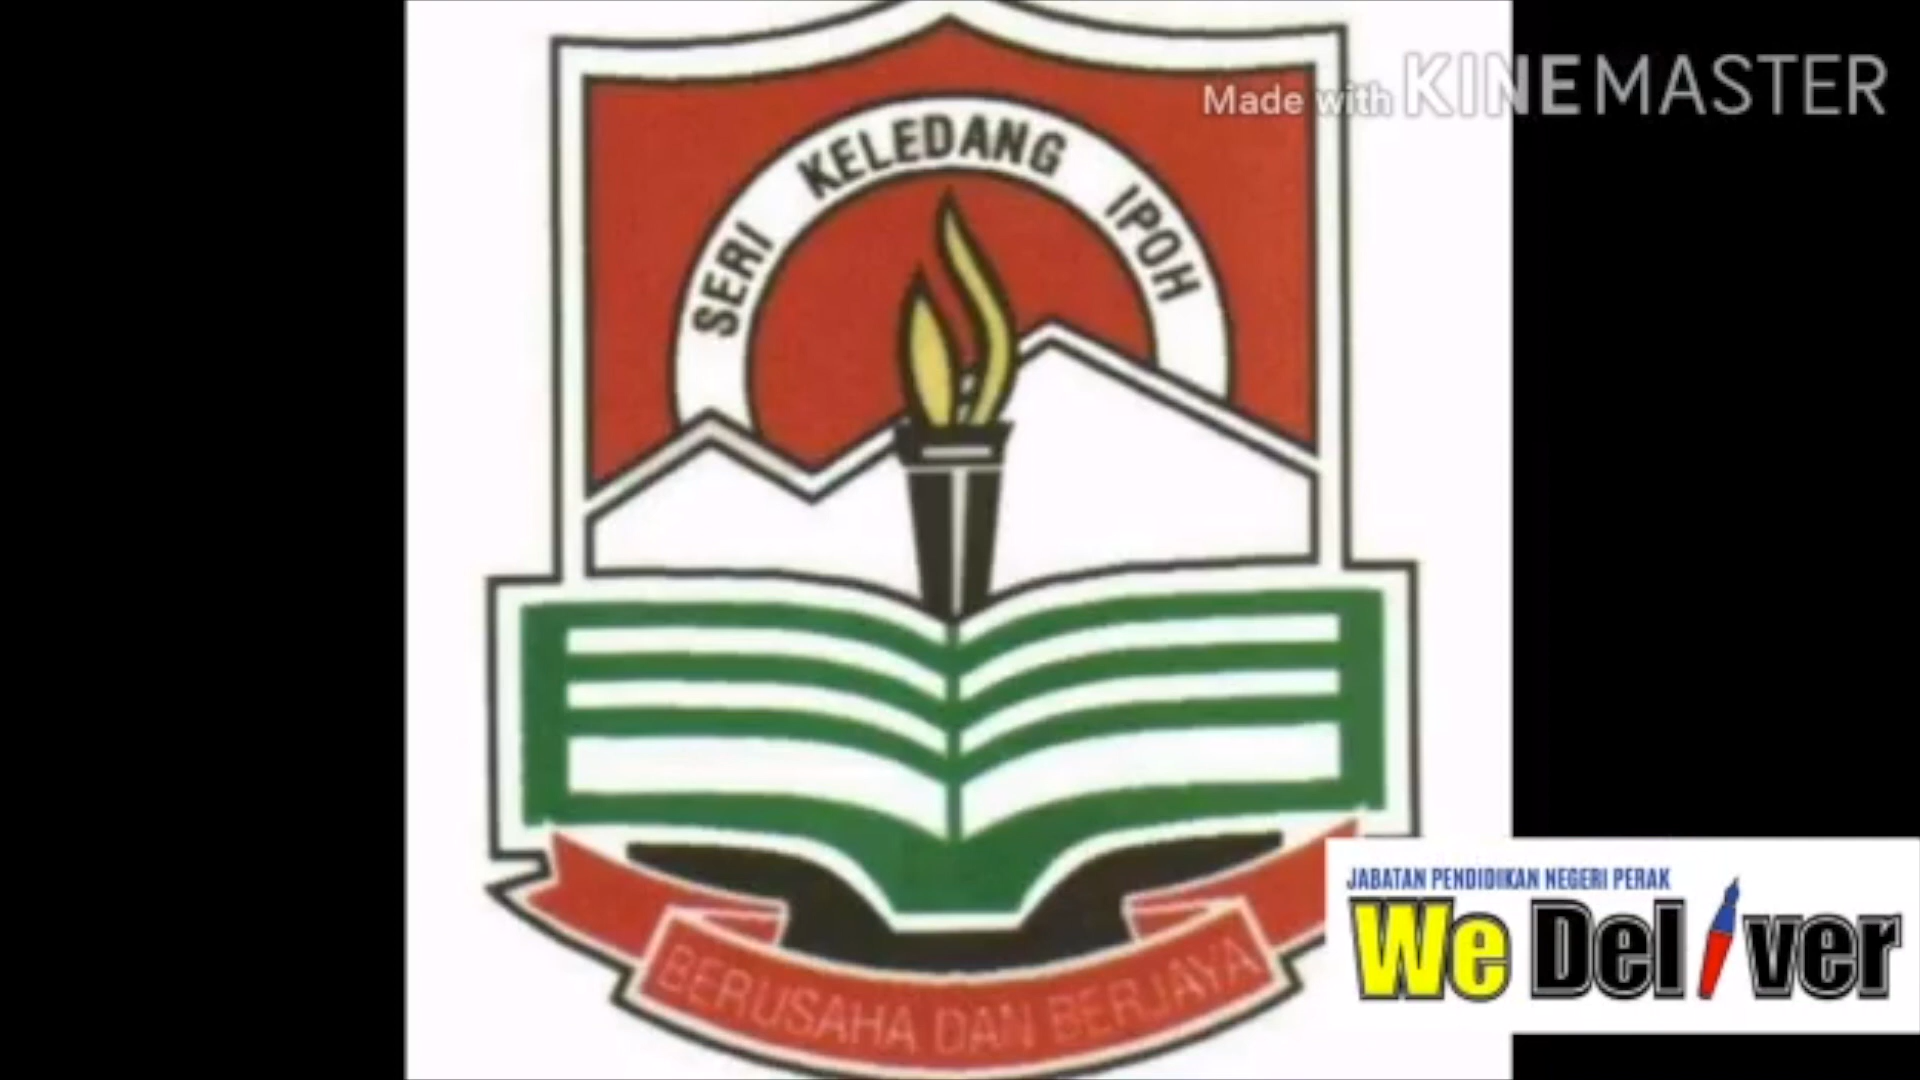 Made with KINEMASTER
SERI KELEDANG IPOH
BERUSAHA DAN BERJAYA
JABATAN PENDIDIKAN NEGERI PERAK
We Deliver